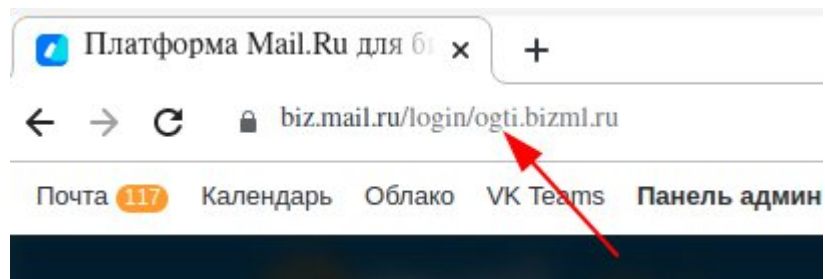 Платформа Mail.Ru для б
biz.mail.ru/login/ogti.bizml.ru
Почта 117 Календарь Облако VK Teams Панель админ